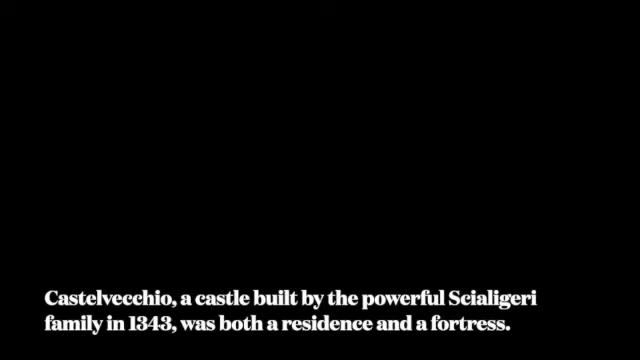 Castelvecchio, a castle built by the powerful Scialigeri
family in 1343, was both a residence and a fortress.